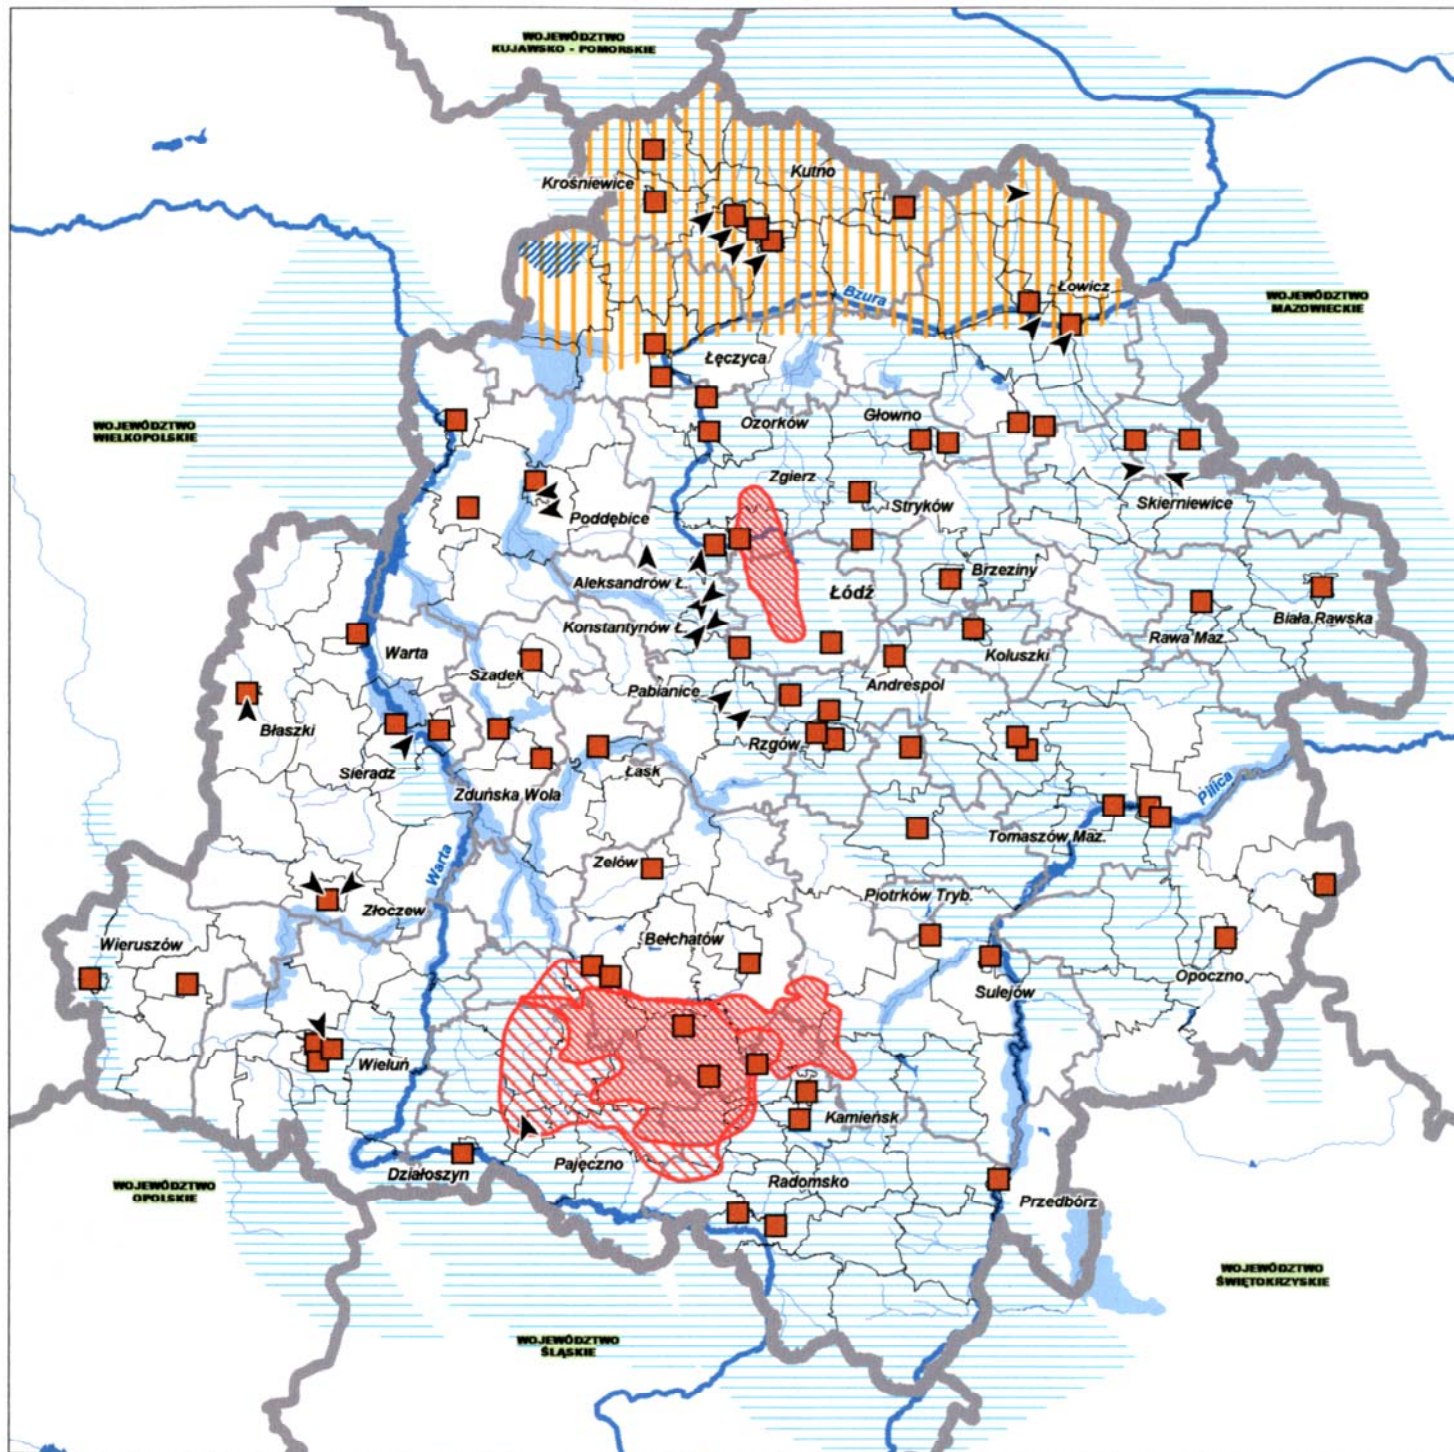 WOJEWÓDZTWO
KUJAWSKO - POMORSKIE
Kutno
Krośniewice
Łowicz
Bzura
WOJEWÓDZTWO
MAZOWIECKIE
Łęczyca
WOJEWÓDZTWO
WIELKOPOLSKIE
Ozorków
Głowno
Zgierz
Stryków
Skierniewice
Poddębice
Aleksandrów Ł.
Brzeziny
Łódź
Konstantynów Ł.
Biała Rawska
Rawa Maz.
Warta
Szadek
Koluszki
Pabianice
Andrespol
Błaszki
Rzgów
Sieradz
Łask
Zduńska Wola
Pilica
Tomaszów Maz.
Warta
Zelów
Piotrków Tryb.
Złoczew
Wieruszów
Bełchatów
Opoczno
Sulejów
Wieluń
Kamieńsk
Pajęczno
Działoszyn
Radomsko
Przedbórz
WOJEWÓDZTWO
OPOLSKIE
WOJEWÓDZTWO
ŚWIĘTOKRZYSKIE
WOJEWÓDZTWO
ŚLĄSKIE